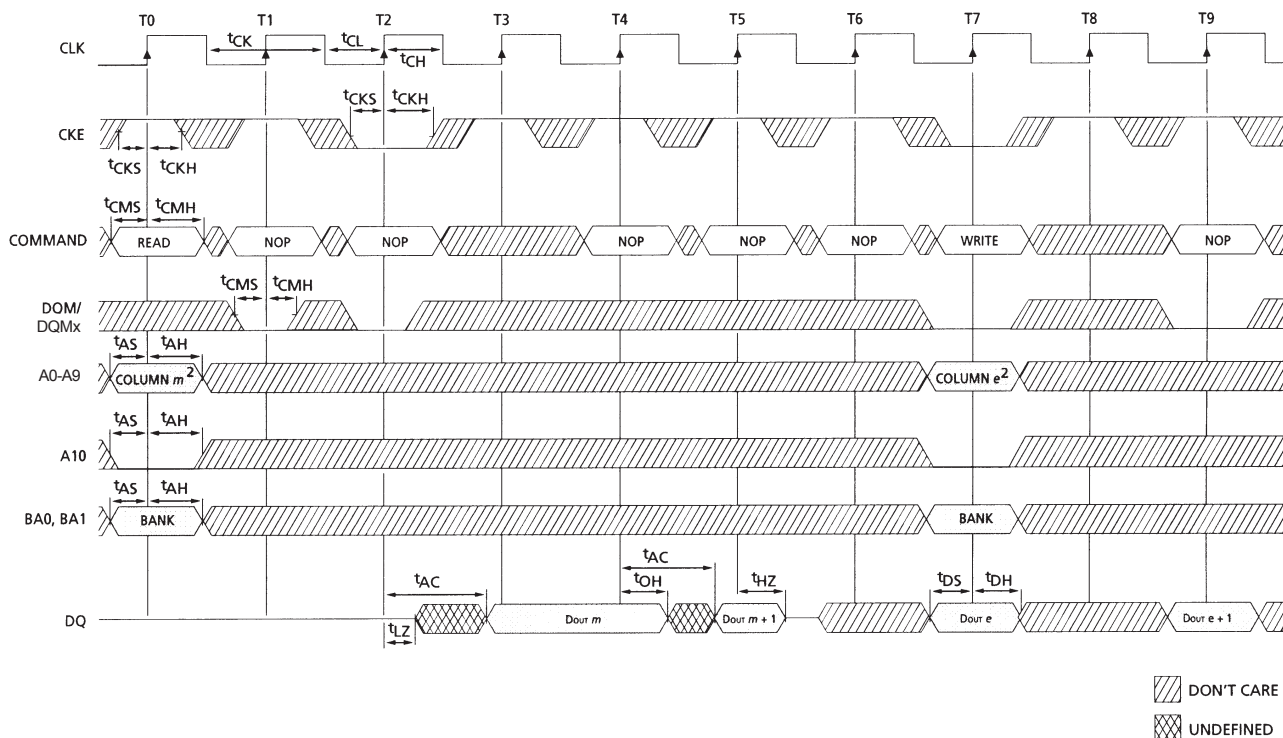 T0 T1 T2 T3 T4 T5 T6 T7 T8 T9
CLK tCK tCL tCH
tCKS tCKH
CKE
tCKS tCKH
tCMS tCMH
COMMAND READ NOP NOP NOP NOP NOP WRITE NOP
tCMS tCMH
DQM/
DQMx
tAS tAH
A0-A9 COLUMN m2 COLUMN e2
tAS tAH
A10
tAS tAH
BA0, BA1 BANK BANK
tAC tAC tOH tHZ tDS tDH
DQ DOUT m DOUT m + 1 DOUT e DOUT e + 1
tLZ
DON'T CARE
UNDEFINED